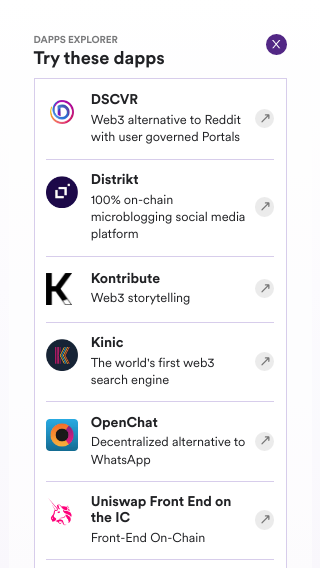 DAPPS EXPLORER
Try these dapps
X
DSCVR
Web3 alternative to Reddit
with user governed Portals
Distrikt
100% on-chain
microblogging social media
platform
Kontribute
Web3 storytelling
Kinic
The world's first web3
search engine
OpenChat
Decentralized alternative to
WhatsApp
Uniswap Front End on
the IC
Front-End On-Chain